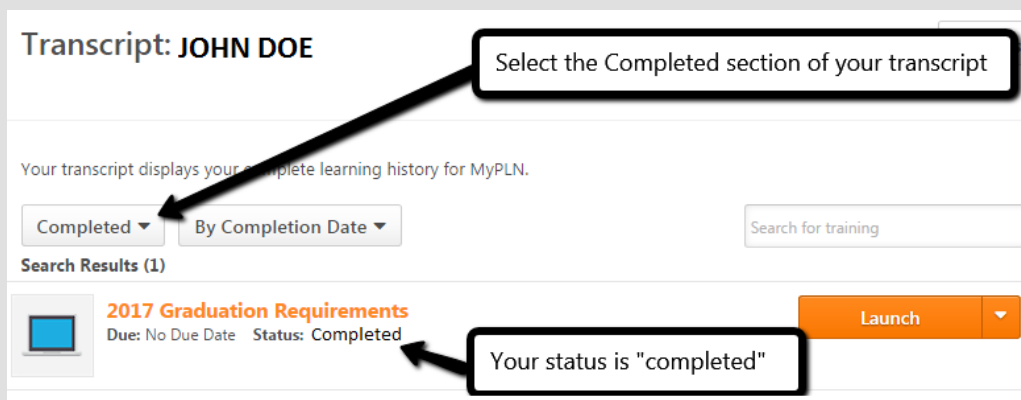 Transcript: JOHN DOE
Select the Completed section of your transcript
Your transcript displays your complete learning history for MyPLN.
Completed By Completion Date Search for training
Search Results (1)
2017 Graduation Requirements
Due: No Due Date Status: Completed
Launch
Your status is "completed"